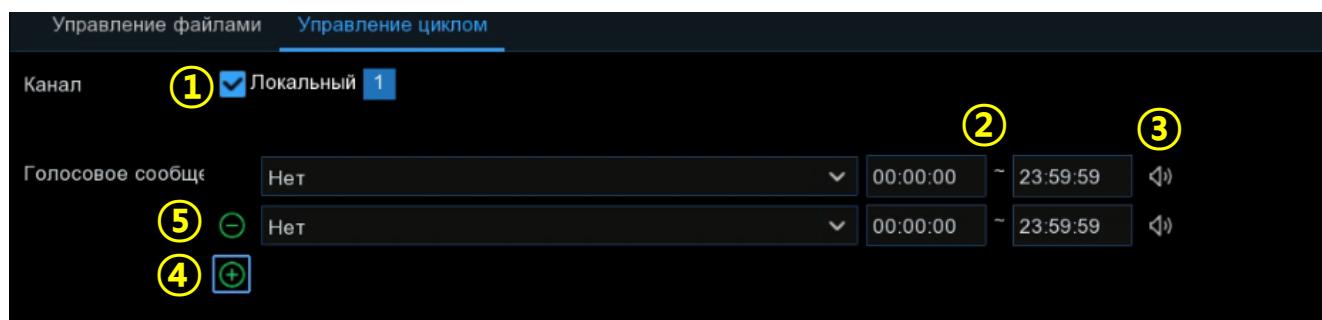 Управление файлами Управление циклом
Канал ① Локальный 1
② ③
Голосовое сообще Нет 00:00:00 ~ 23:59:59
⑤ Нет 00:00:00 ~ 23:59:59
④